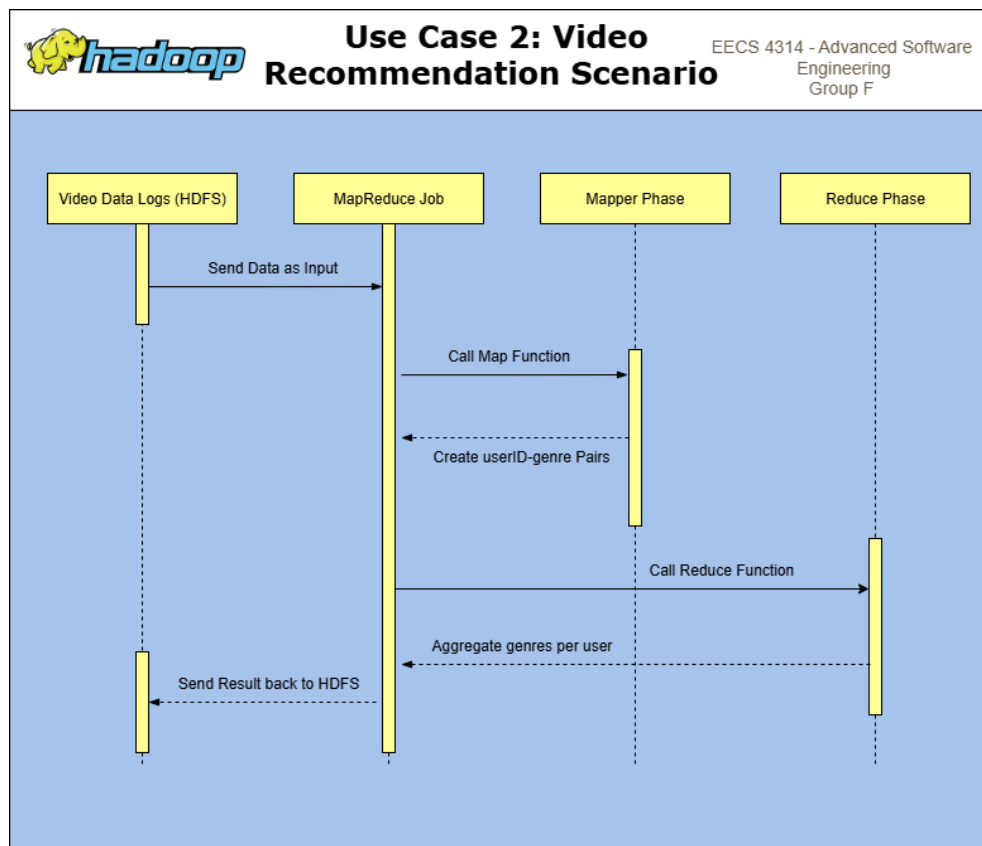 hadoop
Use Case 2: Video
Recommendation Scenario
EECS 4314 - Advanced Software
Engineering
Group F
Video Data Logs (HDFS)
MapReduce Job
Mapper Phase
Reduce Phase
Send Data as Input
Call Map Function
Create userID-genre Pairs
Call Reduce Function
Aggregate genres per user
Send Result back to HDFS